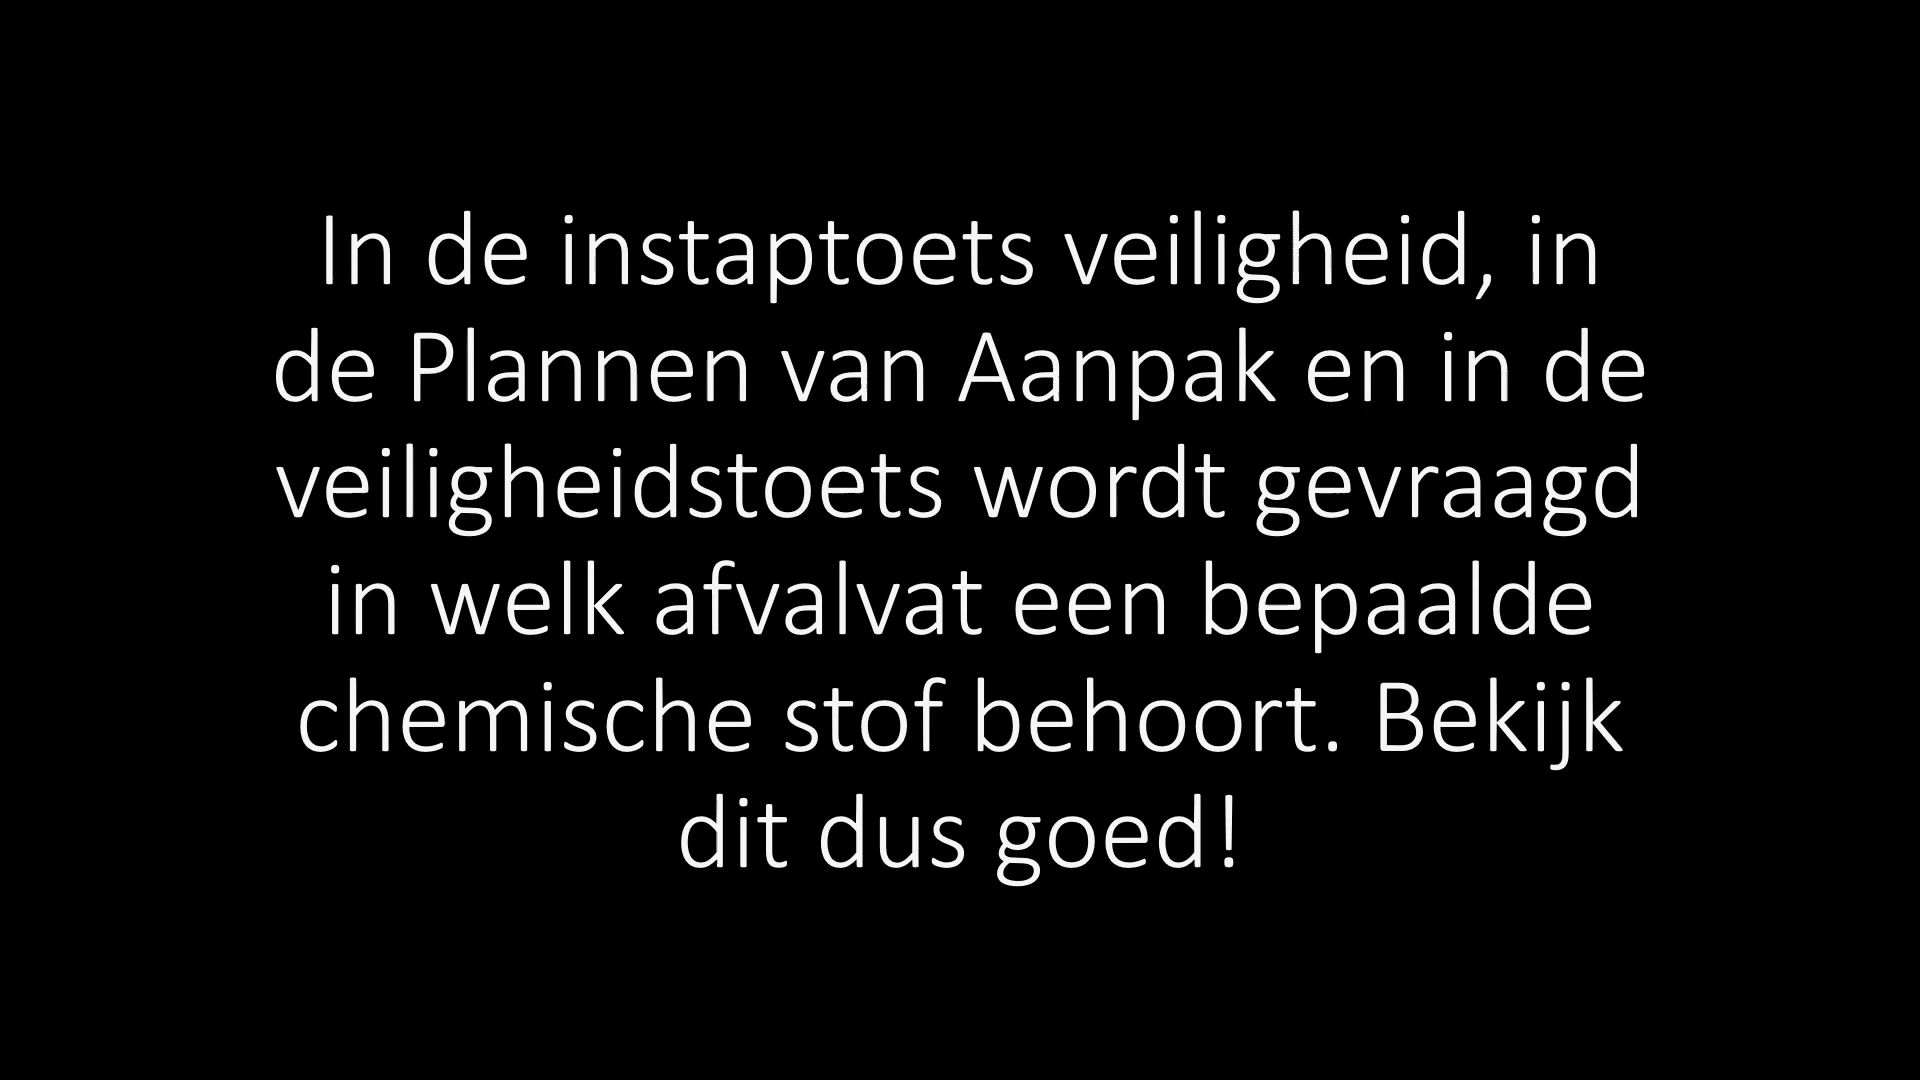 In de instaptoets veiligheid, in
de Plannen van Aanpak en in de
veiligheidstoets wordt gevraagd
in welk afvalvat een bepaalde
chemische stof behoort. Bekijk
dit dus goed!